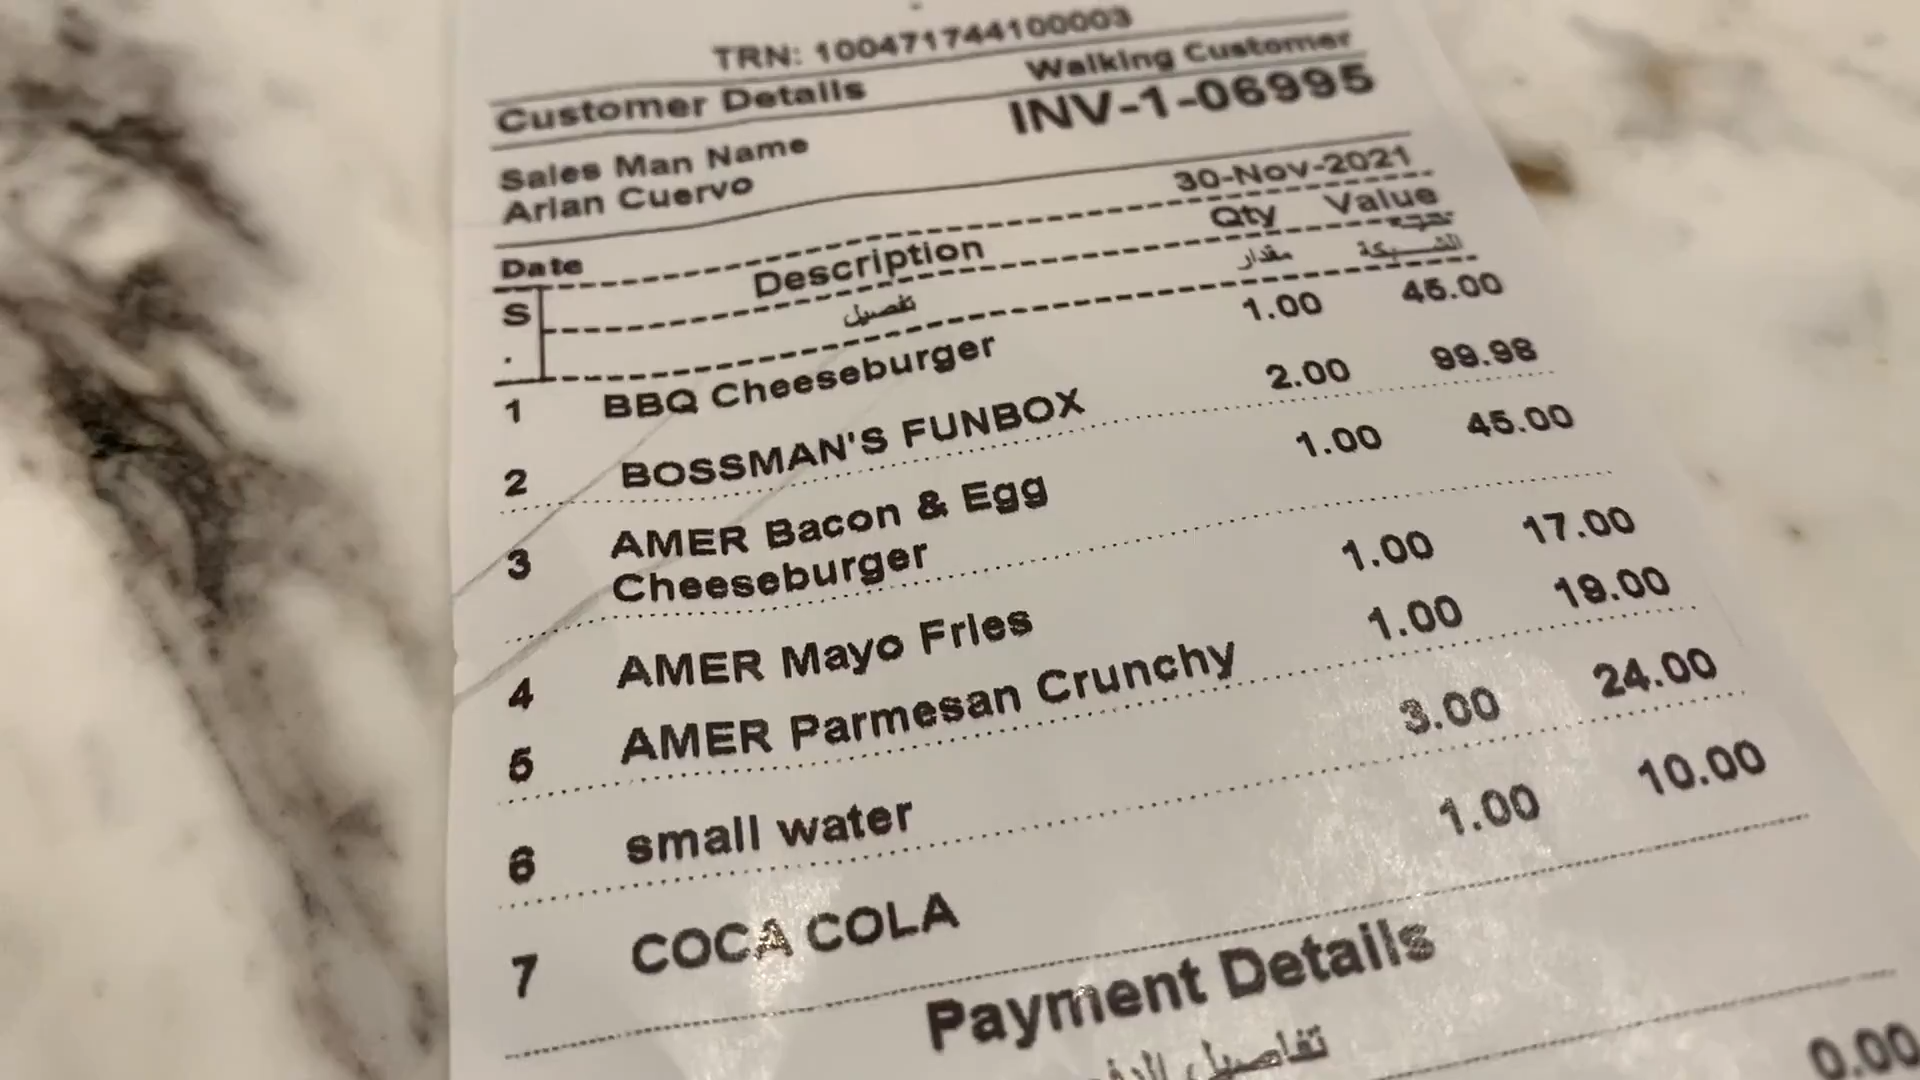 TRN: 100471744100003
Customer Details Walking Customer
Sales Man Name INV-1-06995
Arian Cuervo
Date 30-Nov-2021
S Description Qty Value
. تفصيل مقدار
1 BBQ Cheeseburger 1.00 45.00
2 BOSSMAN'S FUNBOX 2.00 99.98
3 AMER Bacon & Egg 1.00 45.00
Cheeseburger
4 AMER Mayo Fries 1.00 17.00
5 AMER Parmesan Crunchy 1.00 19.00
6 small water 3.00 24.00
7 COCA COLA 1.00 10.00
Payment Details
تفاصيل
0.00